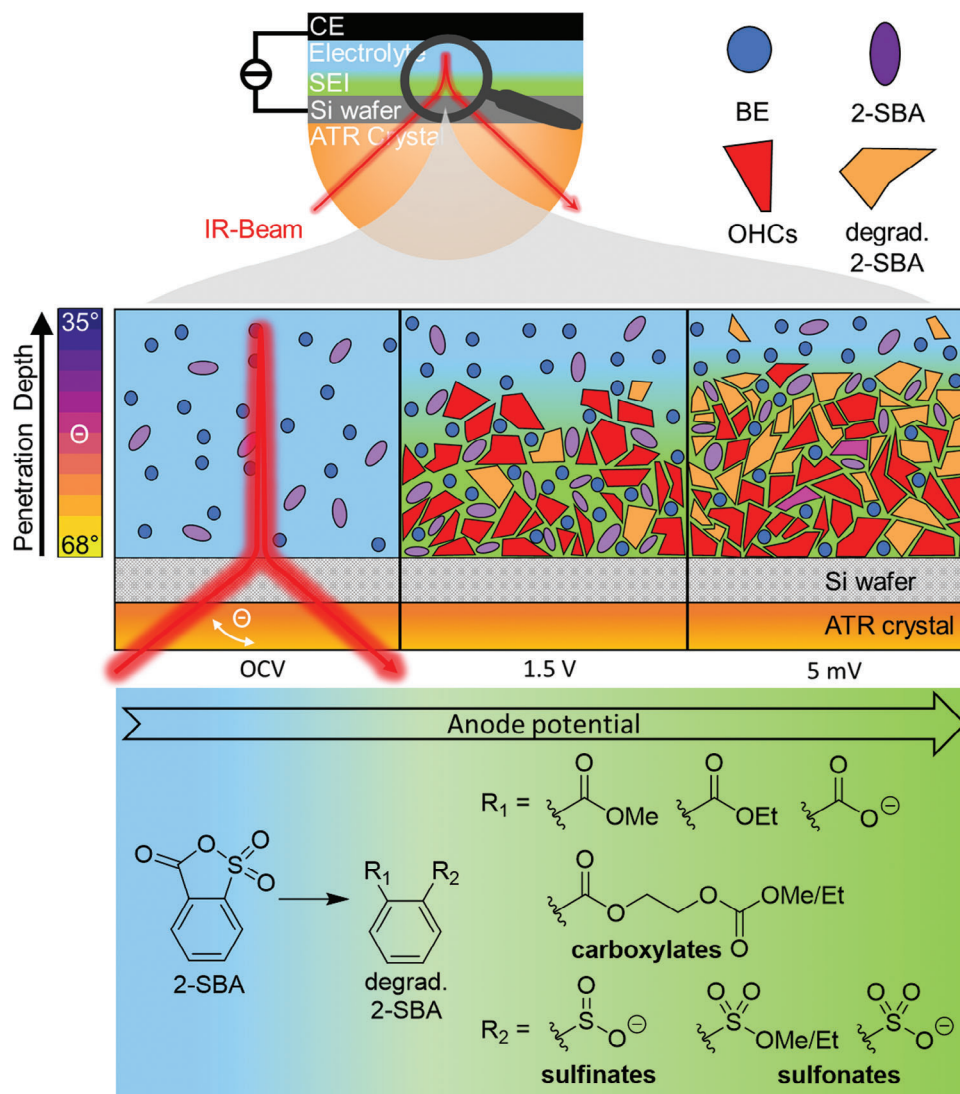 CE
Electrolyte
SEI
Si wafer
ATR Crystal
IR-Beam
BE
2-SBA
OHCs
degrad.
2-SBA
Penetration Depth
35°
Θ
68°
Si wafer
ATR crystal
Θ
OCV
1.5 V
5 mV
Anode potential
R1 =
O
OMe
O
OEt
O
O⊖
O
O
O
O
OMe/Et
carboxylates
O
O
S
O
O
2-SBA
R1
R2
degrad.
2-SBA
R2 =
O
S
O⊖
sulfinates
O
O
S
OMe/Et
O
O
S
O⊖
sulfonates